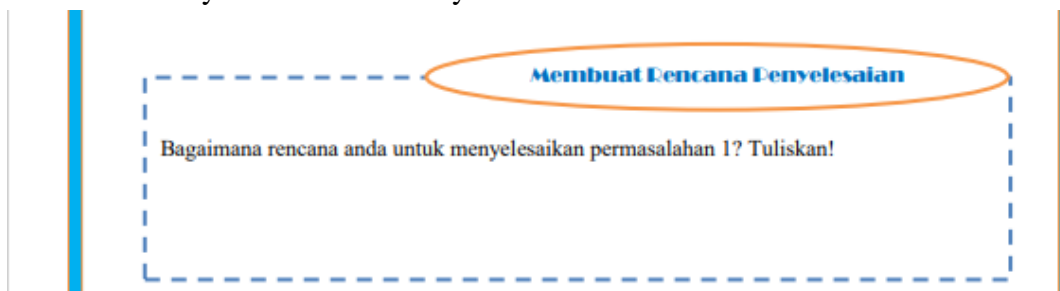 Membuat Rencana Penyelesaian
Bagaimana rencana anda untuk menyelesaikan permasalahan 1? Tuliskan!